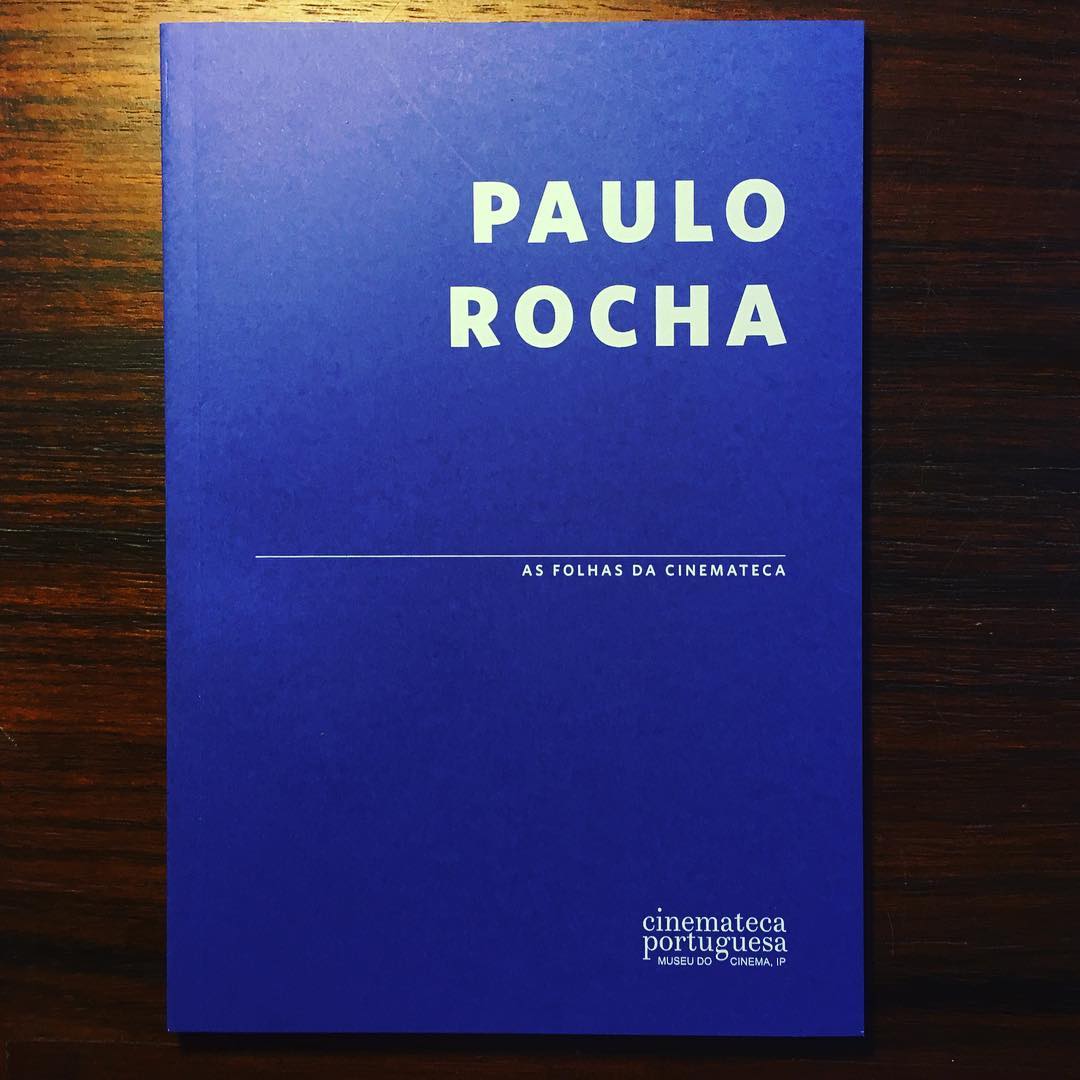 PAULO
ROCHA
AS FOLHAS DA CINEMATECA
cinemateca
portuguesa
MUSEU DO CINEMA, IP